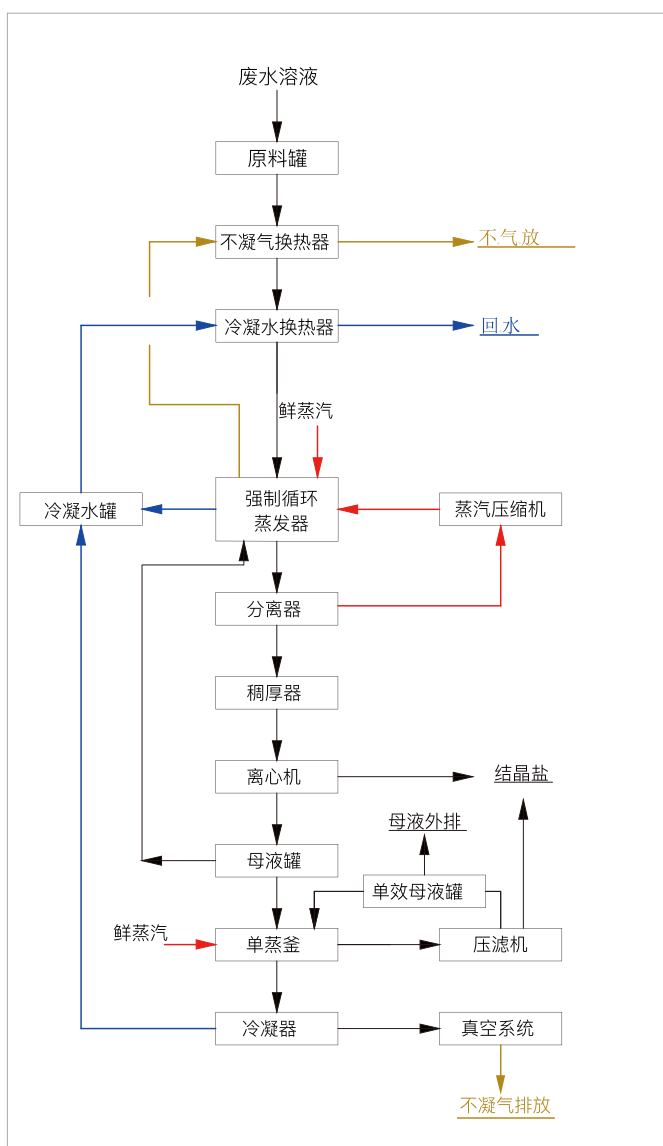 废水溶液
原料罐
不凝气换热器
不气放
冷凝水换热器
回水
鲜蒸汽
强制循环
蒸发器
冷凝水罐
蒸汽压缩机
分离器
稠厚器
离心机
结晶盐
母液外排
母液罐
单效母液罐
鲜蒸汽
单蒸釜
压滤机
冷凝器
真空系统
不凝气排放